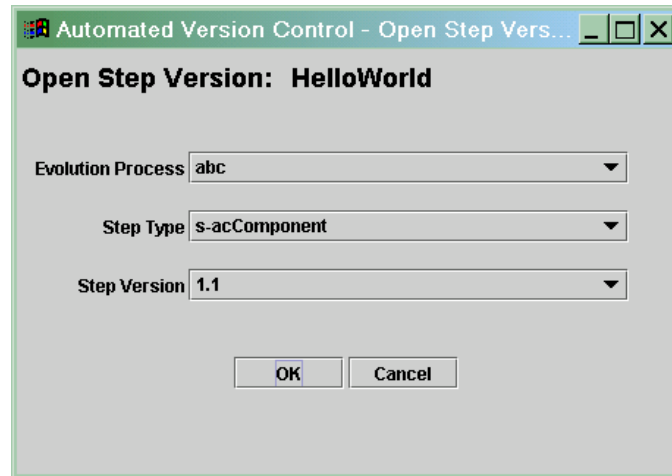 Automated Version Control - Open Step Vers...
Open Step Version: HelloWorld
Evolution Process abc
Step Type s-acComponent
Step Version 1.1
OK Cancel